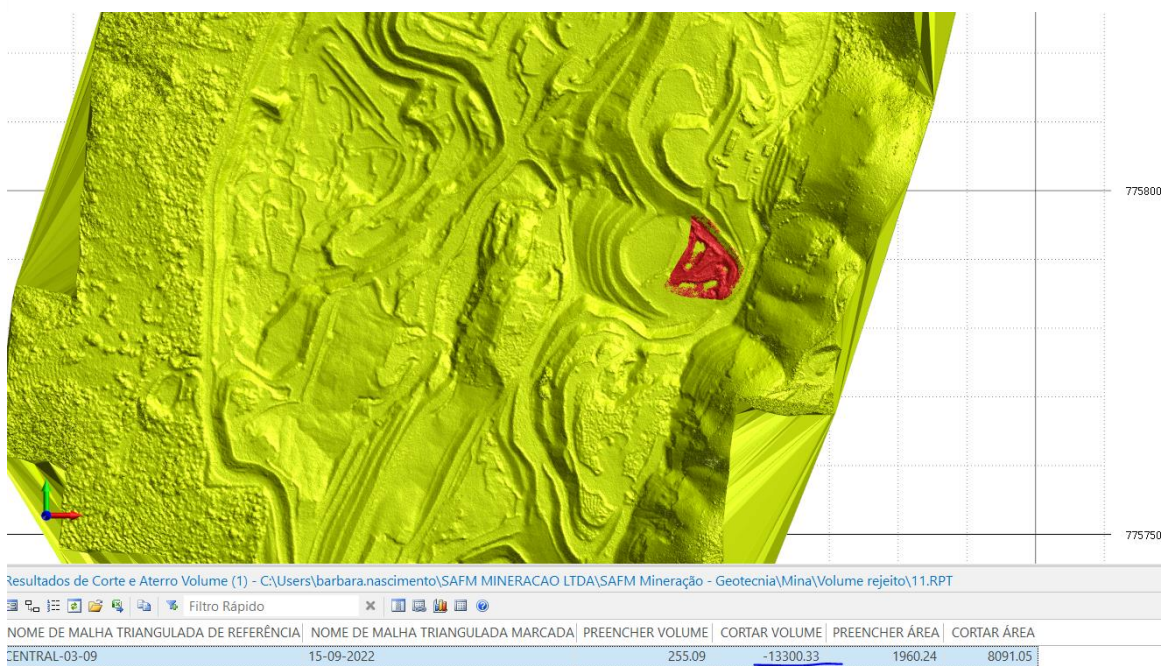 775800
775750
Resultados de Corte e Aterro Volume (1) - C:\Users\barbara.nascimento\SAFM MINERACAO LTDA\SAFM Mineração - Geotecnia\Mina\Volume rejeito\11.RPT
Filtro Rápido
NOME DE MALHA TRIANGULADA DE REFERÊNCIA NOME DE MALHA TRIANGULADA MARCADA PREENCHER VOLUME CORTAR VOLUME PREENCHER ÁREA CORTAR ÁREA
CENTRAL-03-09 15-09-2022 255.09 -13300.33 1960.24 8091.05